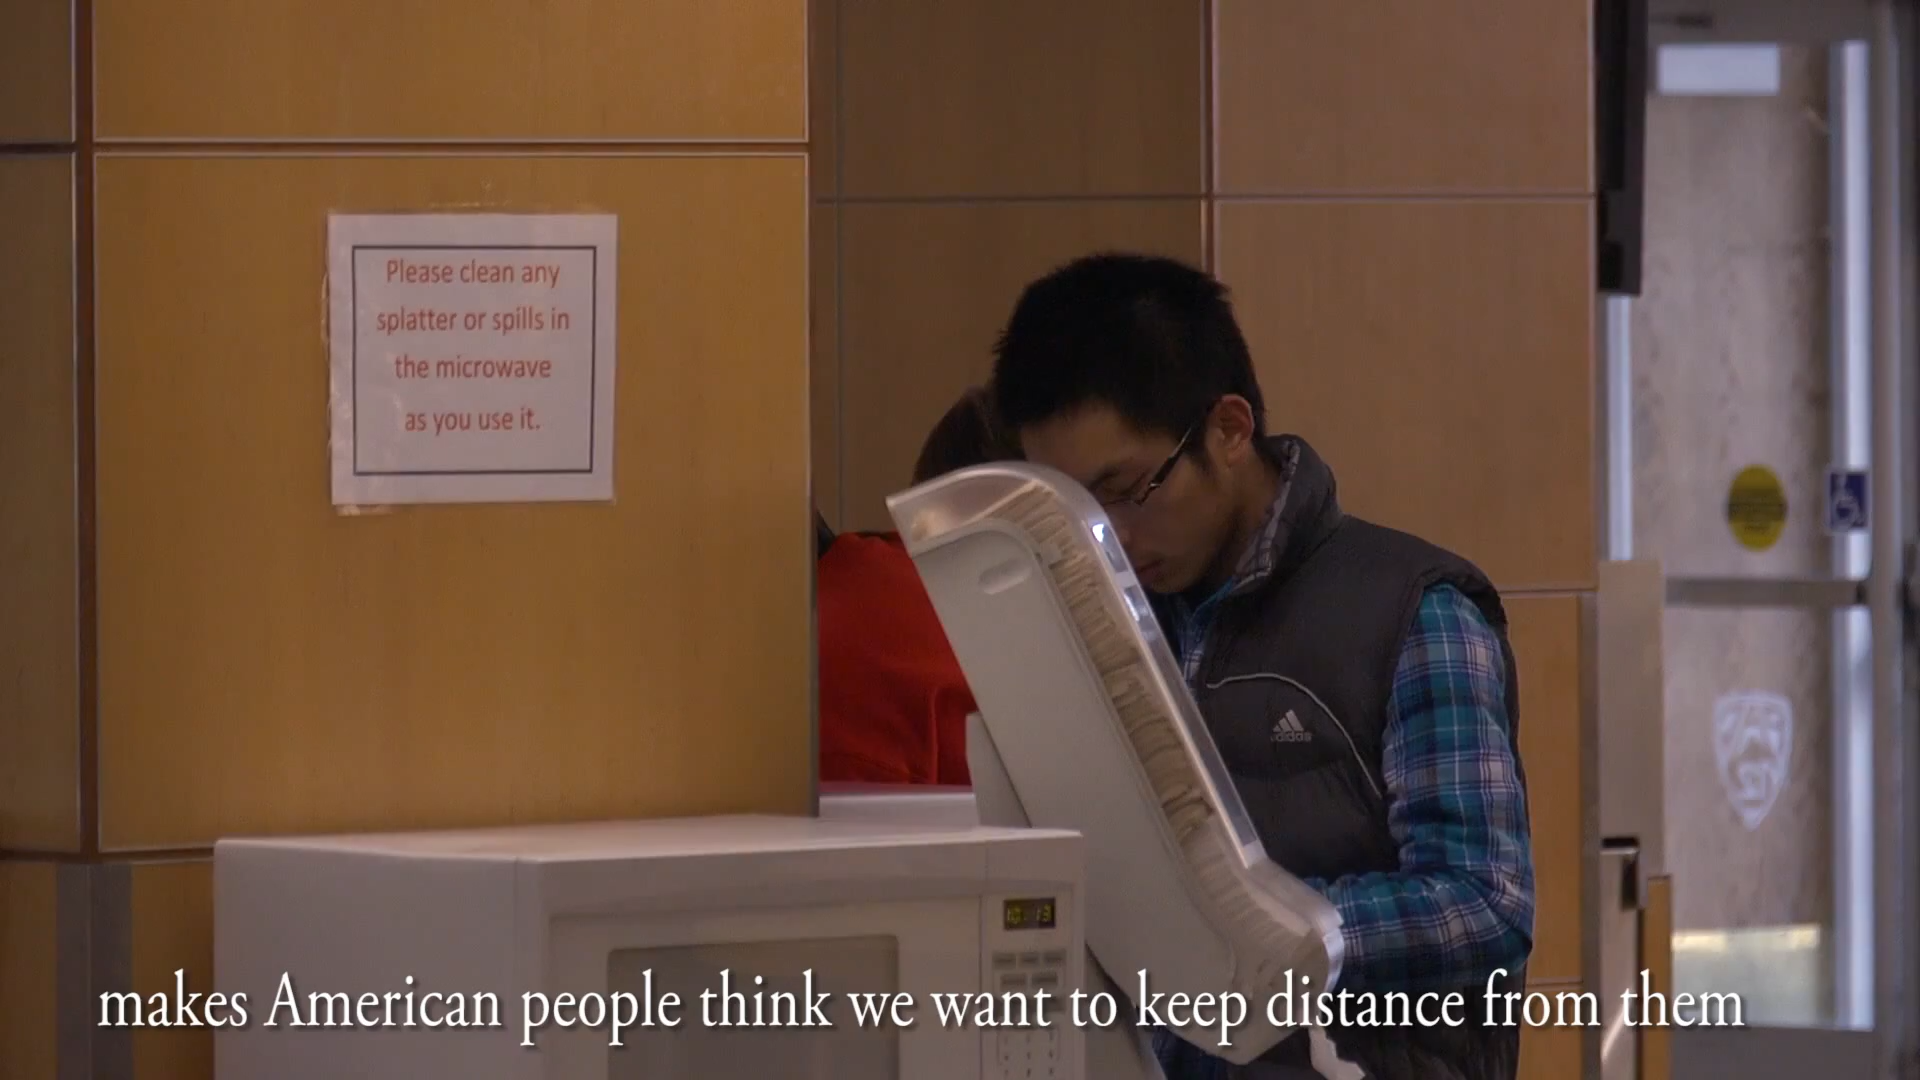 Please clean any
splatter or spills in
the microwave
as you use it.
adidas
makes American people think we want to keep distance from them